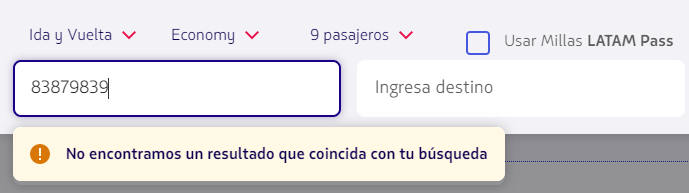 Ida y Vuelta Economy 9 pasajeros Usar Millas LATAM Pass
83879839 Ingresa destino
No encontramos un resultado que coincida con tu búsqueda